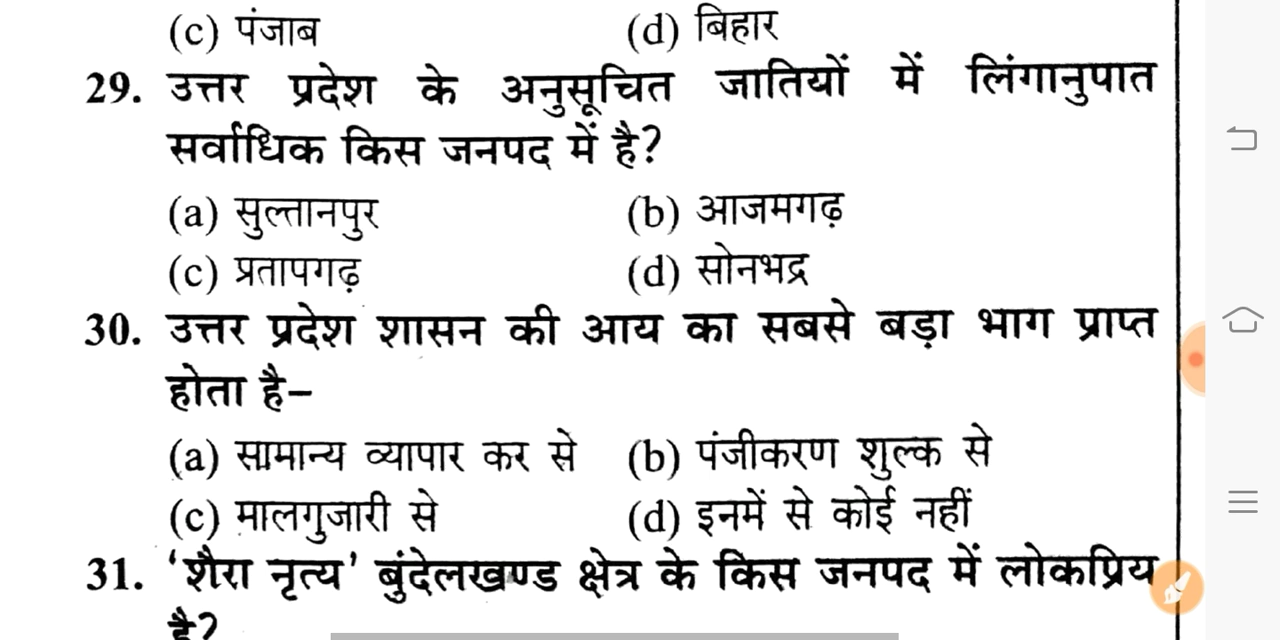 (c) पंजाब (d) बिहार
29. उत्तर प्रदेश के अनुसूचित जातियों में लिंगानुपात
सर्वाधिक किस जनपद में है?
(a) सुल्तानपुर (b) आजमगढ़
(c) प्रतापगढ़ (d) सोनभद्र
30. उत्तर प्रदेश शासन की आय का सबसे बड़ा भाग प्राप्त
होता है–
(a) सामान्य व्यापार कर से (b) पंजीकरण शुल्क से
(c) मालगुजारी से (d) इनमें से कोई नहीं
31. ‘शैरा नृत्य’ बुंदेलखण्ड क्षेत्र के किस जनपद में लोकप्रिय
है?